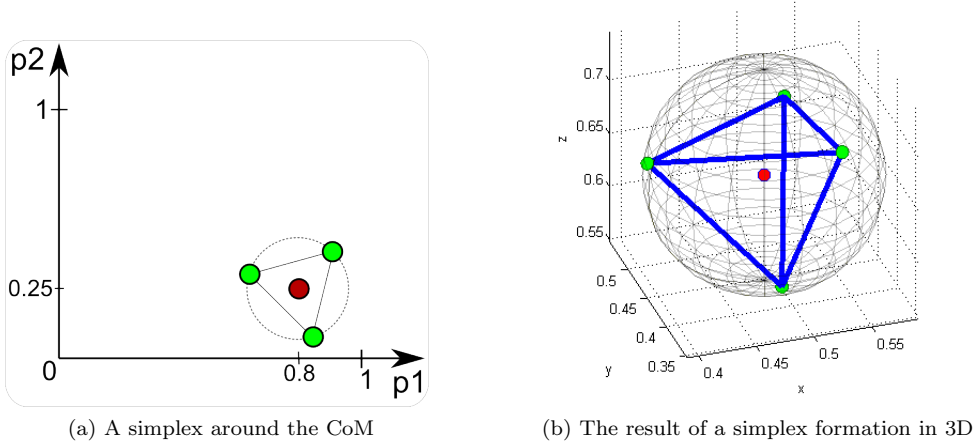 p2
1
0.25
0
0.8
1
p1
(a) A simplex around the CoM
z
0.7
0.65
0.6
0.55
0.5
0.45
0.4
0.35
y
0.4
0.45
0.5
0.55
x
(b) The result of a simplex formation in 3D